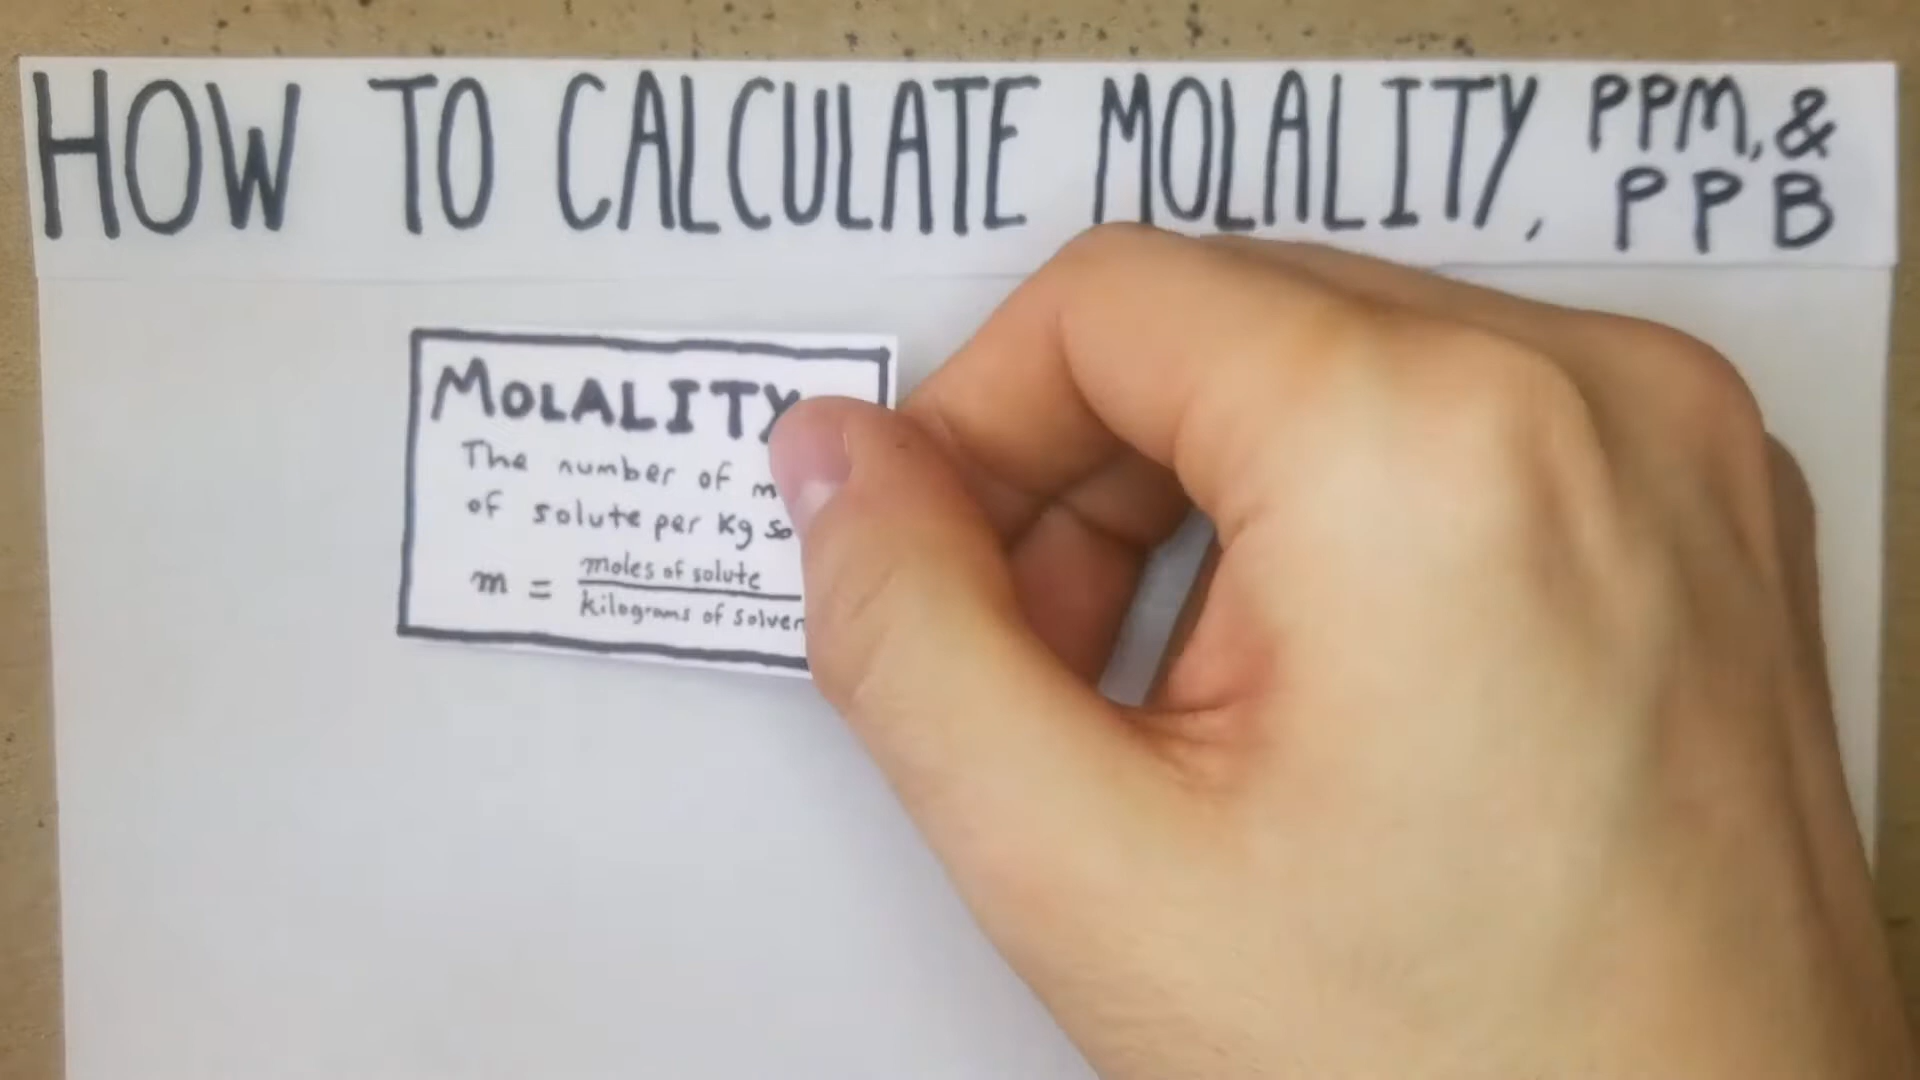 HOW TO CALCULATE MOLALITY, PPM, &
PPB
MOLALITY
The number of
of solute per Kg
m = moles of solute
kilograms of